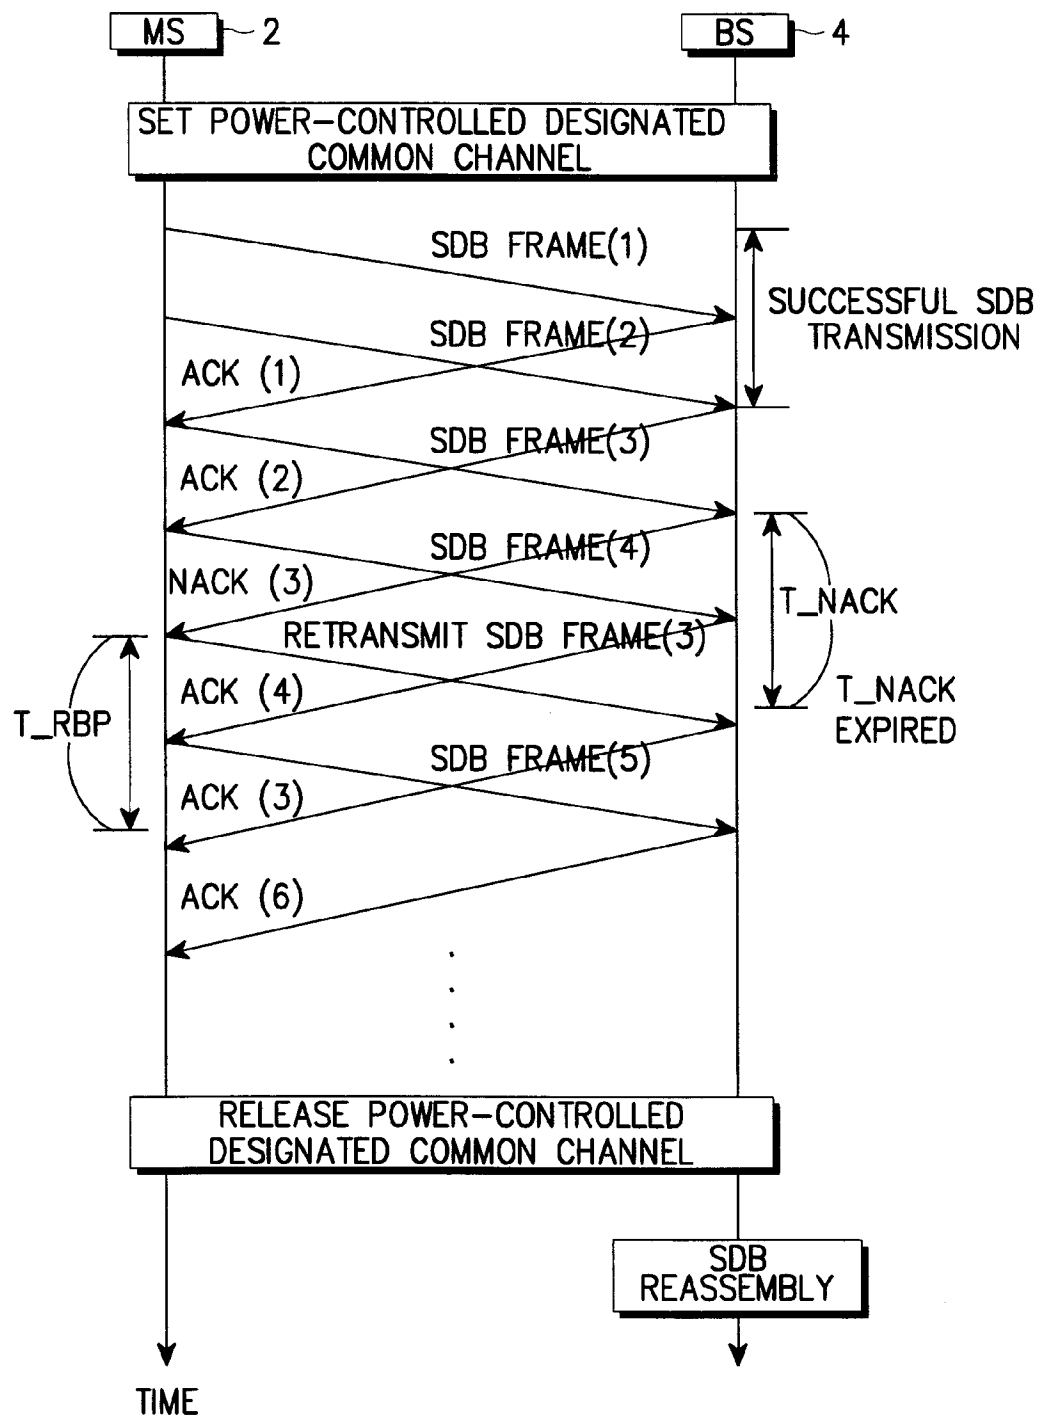 MS 2
BS 4
SET POWER-CONTROLLED DESIGNATED
COMMON CHANNEL
SDB FRAME(1)
SUCCESSFUL SDB
TRANSMISSION
SDB FRAME(2)
ACK (1)
SDB FRAME(3)
ACK (2)
SDB FRAME(4)
NACK (3)
T_NACK
RETRANSMIT SDB FRAME(3)
ACK (4)
T_NACK
EXPIRED
T_RBP
SDB FRAME(5)
ACK (3)
ACK (6)
RELEASE POWER-CONTROLLED
DESIGNATED COMMON CHANNEL
SDB
REASSEMBLY
TIME